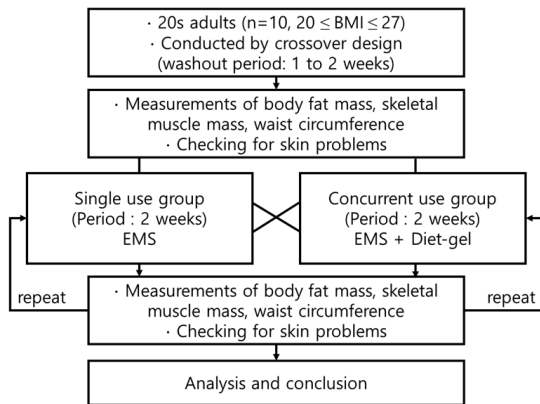 · 20s adults (n=10, 20 ≤ BMI ≤ 27)
· Conducted by crossover design
(washout period: 1 to 2 weeks)
· Measurements of body fat mass, skeletal
muscle mass, waist circumference
· Checking for skin problems
Single use group
(Period : 2 weeks)
EMS
Concurrent use group
(Period : 2 weeks)
EMS + Diet-gel
repeat
· Measurements of body fat mass, skeletal
muscle mass, waist circumference
· Checking for skin problems
repeat
Analysis and conclusion